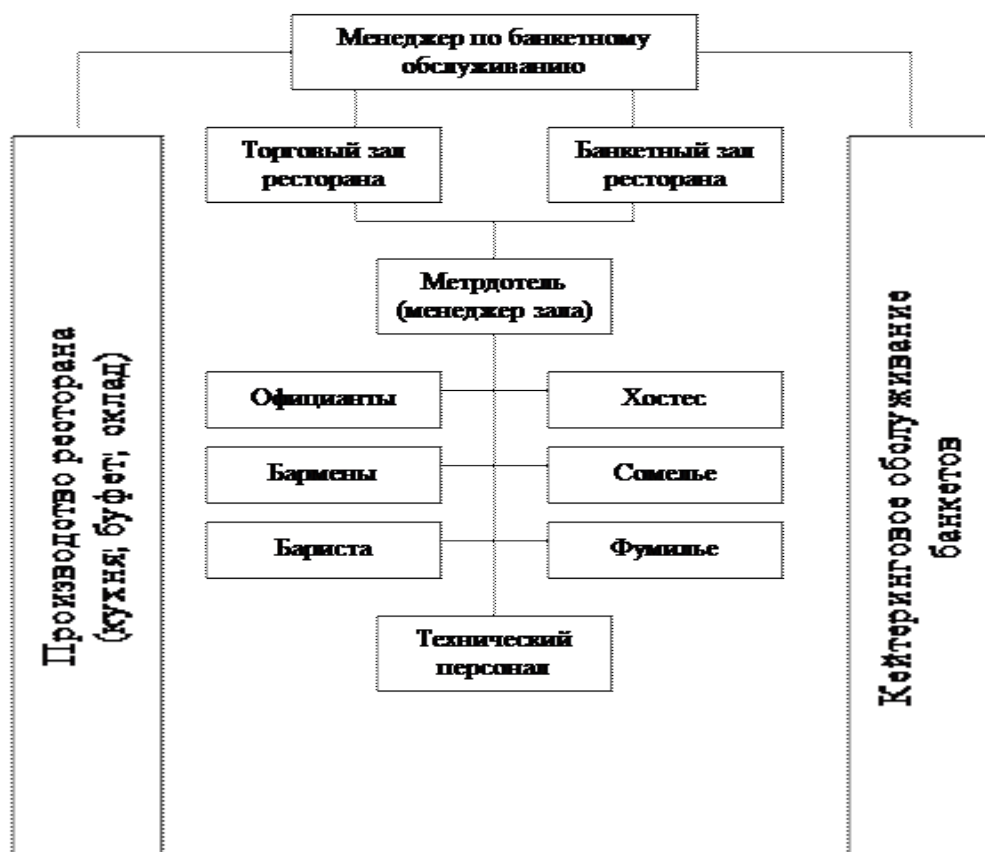 Менеджер по банкетному
обслуживанию
Торговый зал
ресторана
Банкетный зал
ресторана
Метрдотель
(менеджер зала)
Официанты
Хостес
Бармены
Сомелье
Бариста
Фумилье
Технический
персонал
Производство ресторана
(кухня; буфет; склад)
Кейтеринговое обслуживание
банкетов